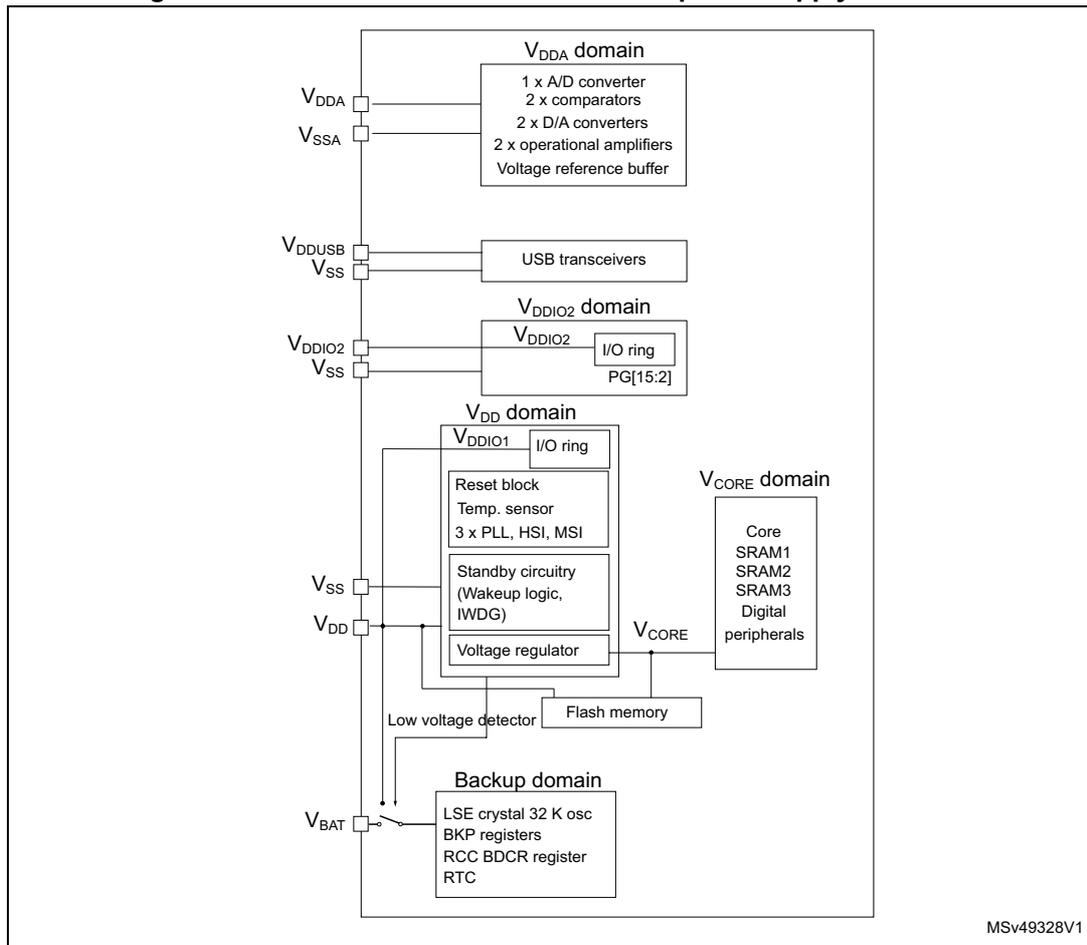 VDDA domain
1 x A/D converter
2 x comparators
2 x D/A converters
2 x operational amplifiers
Voltage reference buffer
VDDA
VSSA
VDDUSB
VSS
USB transceivers
VDDIO2 domain
VDDIO2
VDDIO2
VSS
I/O ring
PG[15:2]
VDD domain
VDDIO1
I/O ring
Reset block
Temp. sensor
3 x PLL, HSI, MSI
VSS
Standby circuitry
(Wakeup logic,
IWDG)
VDD
Voltage regulator
VCORE
VCORE domain
Core
SRAM1
SRAM2
SRAM3
Digital
peripherals
Flash memory
Low voltage detector
Backup domain
VBAT
LSE crystal 32 K osc
BKP registers
RCC BDCR register
RTC
MSv49328V1